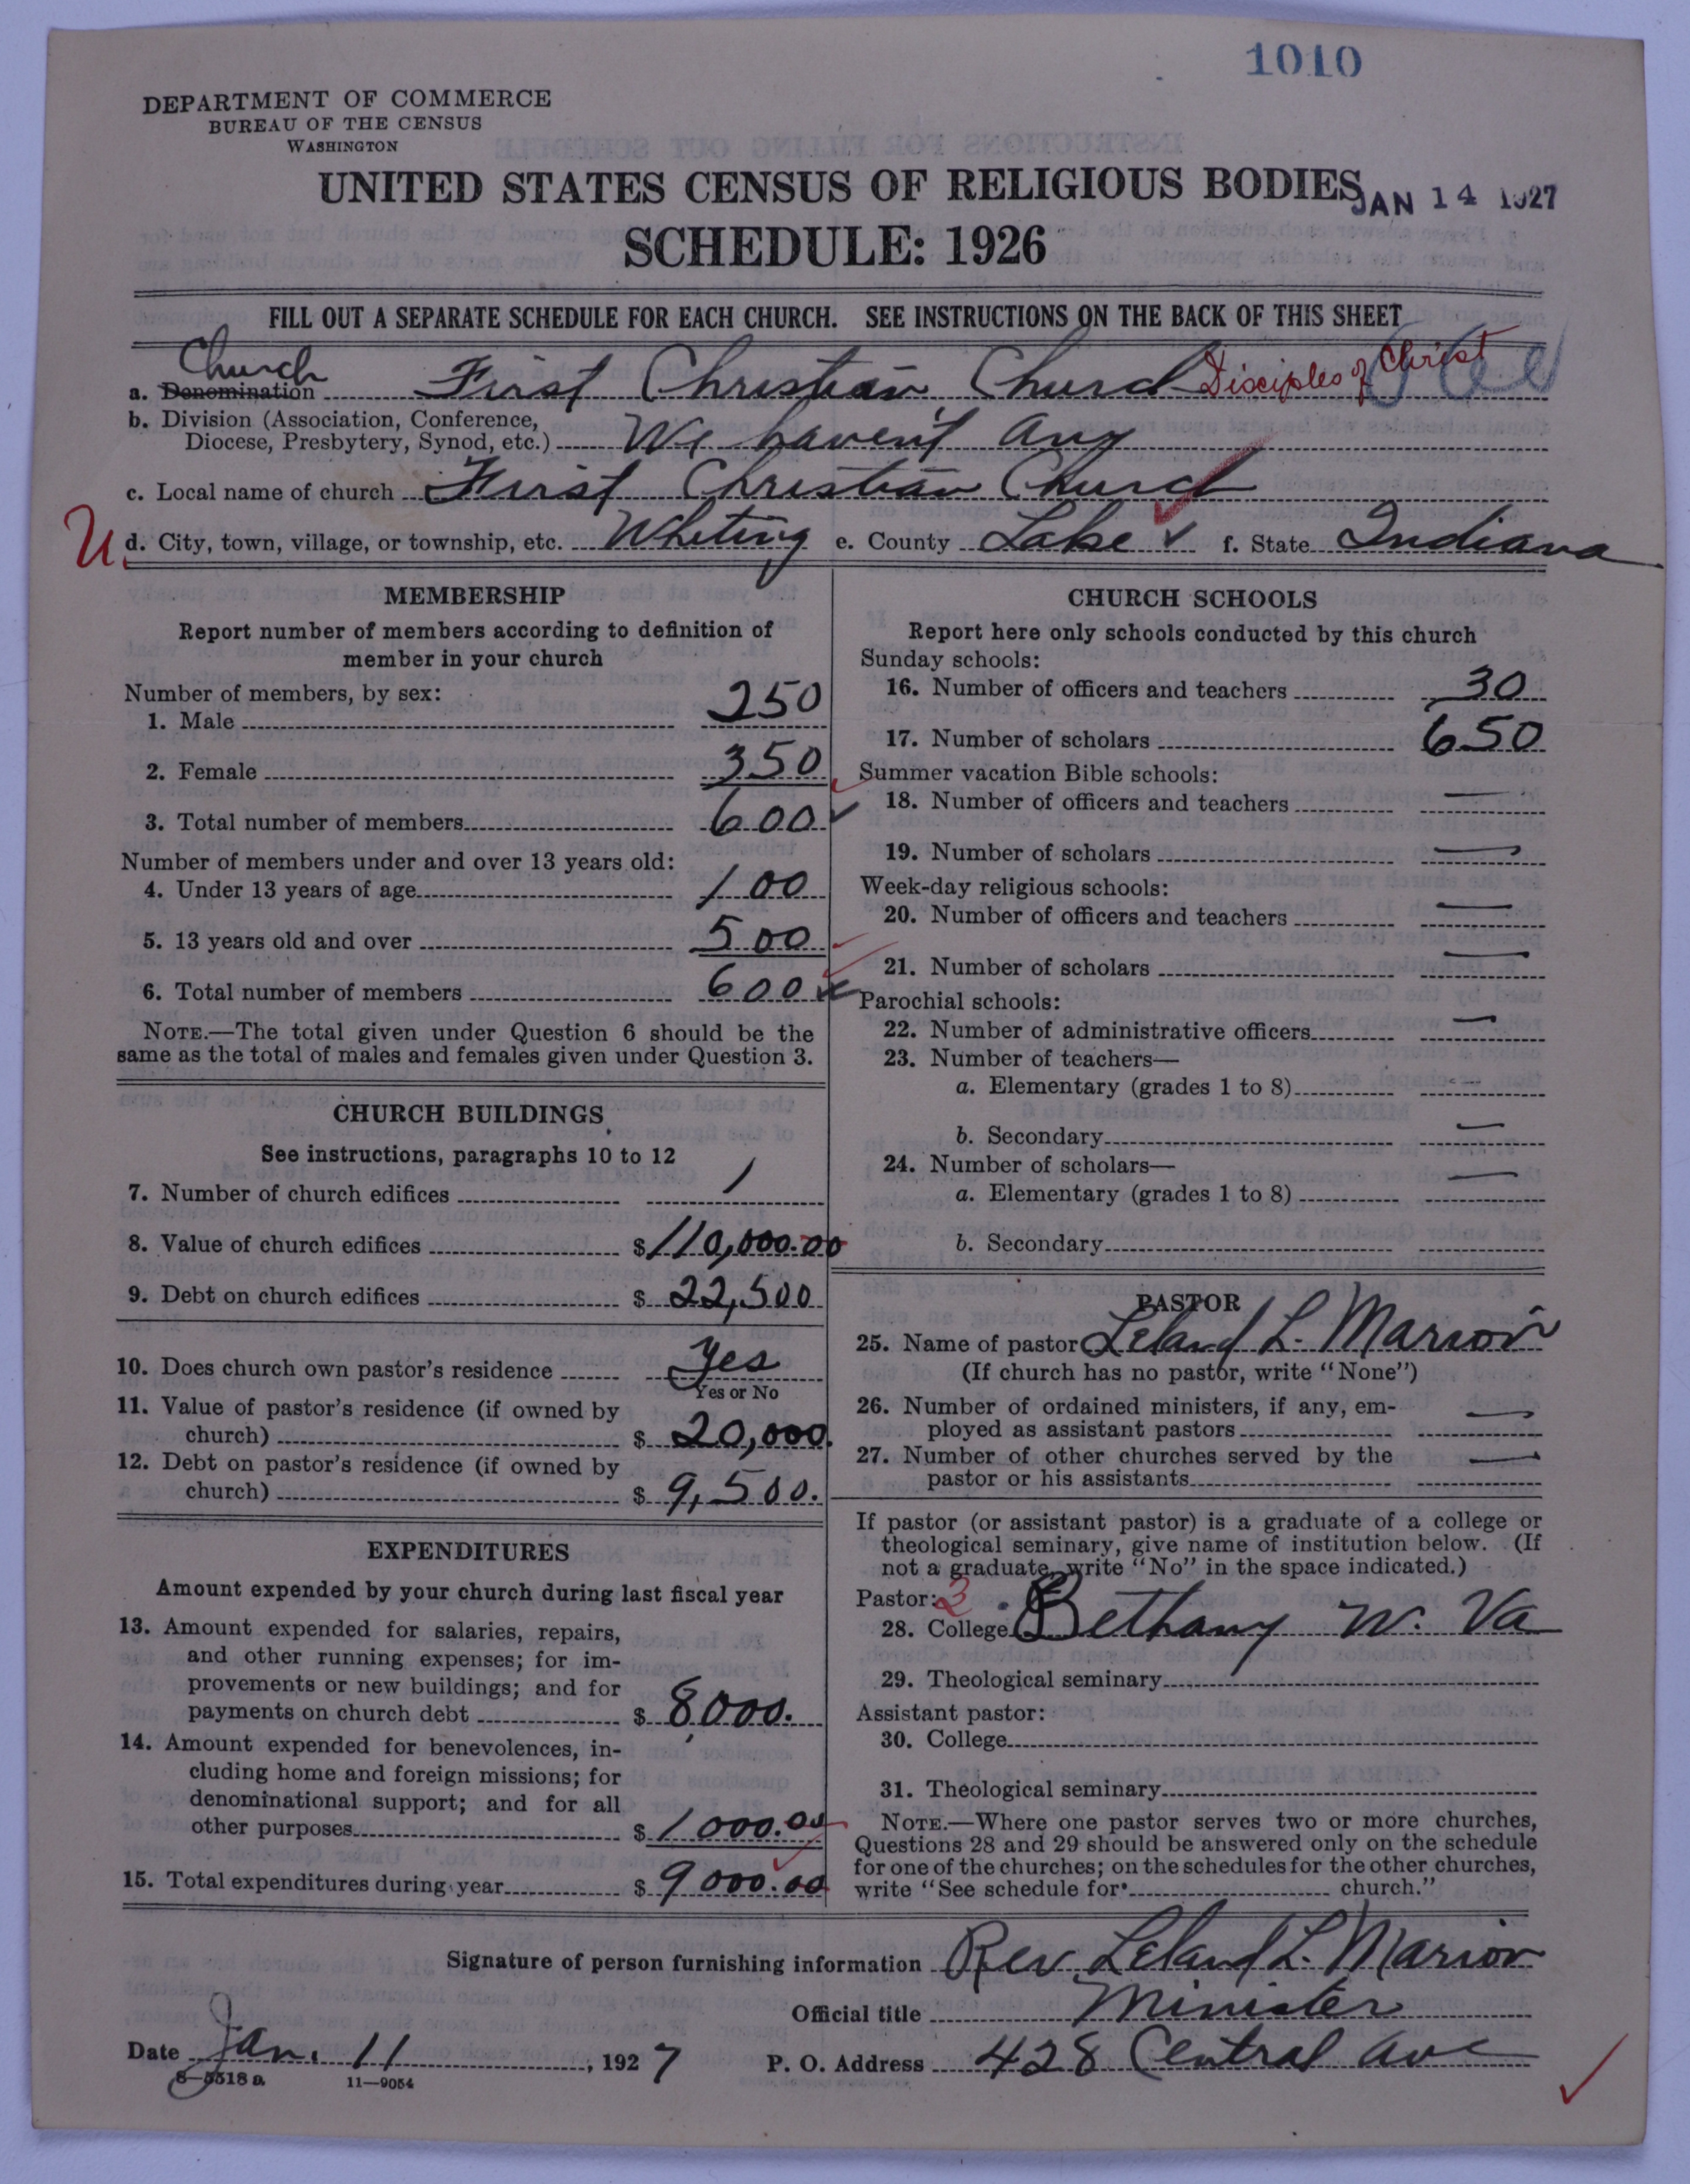 1010
DEPARTMENT OF COMMERCE
BUREAU OF THE CENSUS
WASHINGTON
UNITED STATES CENSUS OF RELIGIOUS BODIES
JAN 14 1927
SCHEDULE: 1926
FILL OUT A SEPARATE SCHEDULE FOR EACH CHURCH. SEE INSTRUCTIONS ON THE BACK OF THIS SHEET
Church
a. Denomination First Christian Church Disciples of Christ
b. Division (Association, Conference,
Diocese, Presbytery, Synod, etc.) We haven't any
c. Local name of church First Christian Church
U d. City, town, village, or township, etc. Whiting e. County Lake ✓ f. State Indiana
MEMBERSHIP
Report number of members according to definition of
member in your church
Number of members, by sex:
1. Male 250
2. Female 350
3. Total number of members 600
Number of members under and over 13 years old:
4. Under 13 years of age 100
5. 13 years old and over 500
6. Total number of members 600
NOTE.—The total given under Question 6 should be the
same as the total of males and females given under Question 3.
CHURCH BUILDINGS
See instructions, paragraphs 10 to 12
7. Number of church edifices 1
8. Value of church edifices $110,000.00
9. Debt on church edifices $22,500
10. Does church own pastor's residence Yes
Yes or No
11. Value of pastor's residence (if owned by
church) $20,000.
12. Debt on pastor's residence (if owned by
church) $9,500.
EXPENDITURES
Amount expended by your church during last fiscal year
13. Amount expended for salaries, repairs,
and other running expenses; for im-
provements or new buildings; and for
payments on church debt $8,000.
14. Amount expended for benevolences, in-
cluding home and foreign missions; for
denominational support; and for all
other purposes $1000.00
15. Total expenditures during year $9000.00
CHURCH SCHOOLS
Report here only schools conducted by this church
Sunday schools:
16. Number of officers and teachers 30
17. Number of scholars 650
Summer vacation Bible schools:
18. Number of officers and teachers —
19. Number of scholars —
Week-day religious schools:
20. Number of officers and teachers —
21. Number of scholars —
Parochial schools:
22. Number of administrative officers —
23. Number of teachers—
a. Elementary (grades 1 to 8) —
b. Secondary —
24. Number of scholars—
a. Elementary (grades 1 to 8) —
b. Secondary
PASTOR
25. Name of pastor Leland L. Marion
(If church has no pastor, write "None")
26. Number of ordained ministers, if any, em-
ployed as assistant pastors —
27. Number of other churches served by the
pastor or his assistants —
If pastor (or assistant pastor) is a graduate of a college or
theological seminary, give name of institution below. (If
not a graduate, write "No" in the space indicated.)
Pastor: 3
28. College Bethany W. Va
29. Theological seminary
Assistant pastor:
30. College
31. Theological seminary
NOTE.—Where one pastor serves two or more churches,
Questions 28 and 29 should be answered only on the schedule
for one of the churches; on the schedules for the other churches,
write "See schedule for church."
Signature of person furnishing information Rev Leland L. Marion
Official title Minister
Date Jan. 11, 1927 P. O. Address 428 Central Ave
8—5518 a 11—9054